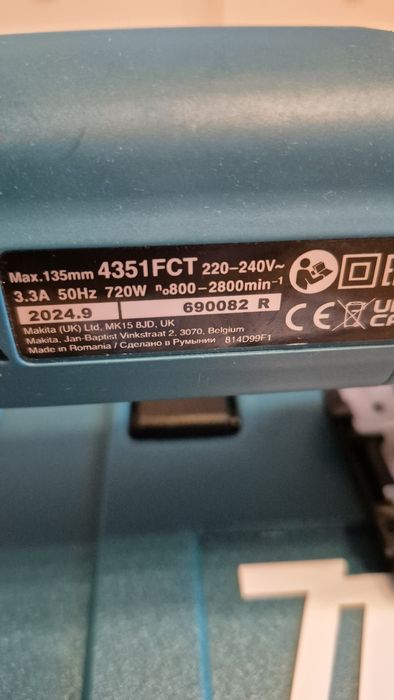 Max.135mm 4351FCT 220–240V~
3.3A 50Hz 720W n₀800–2800min⁻¹
2024.9 690082 R
Makita (UK) Ltd, MK15 8JD, UK
Makita, Jan-Baptist Vinkstraat 2, 3070, Belgium
Made in Romania / Сделано в Румынии 814D99F1
CE